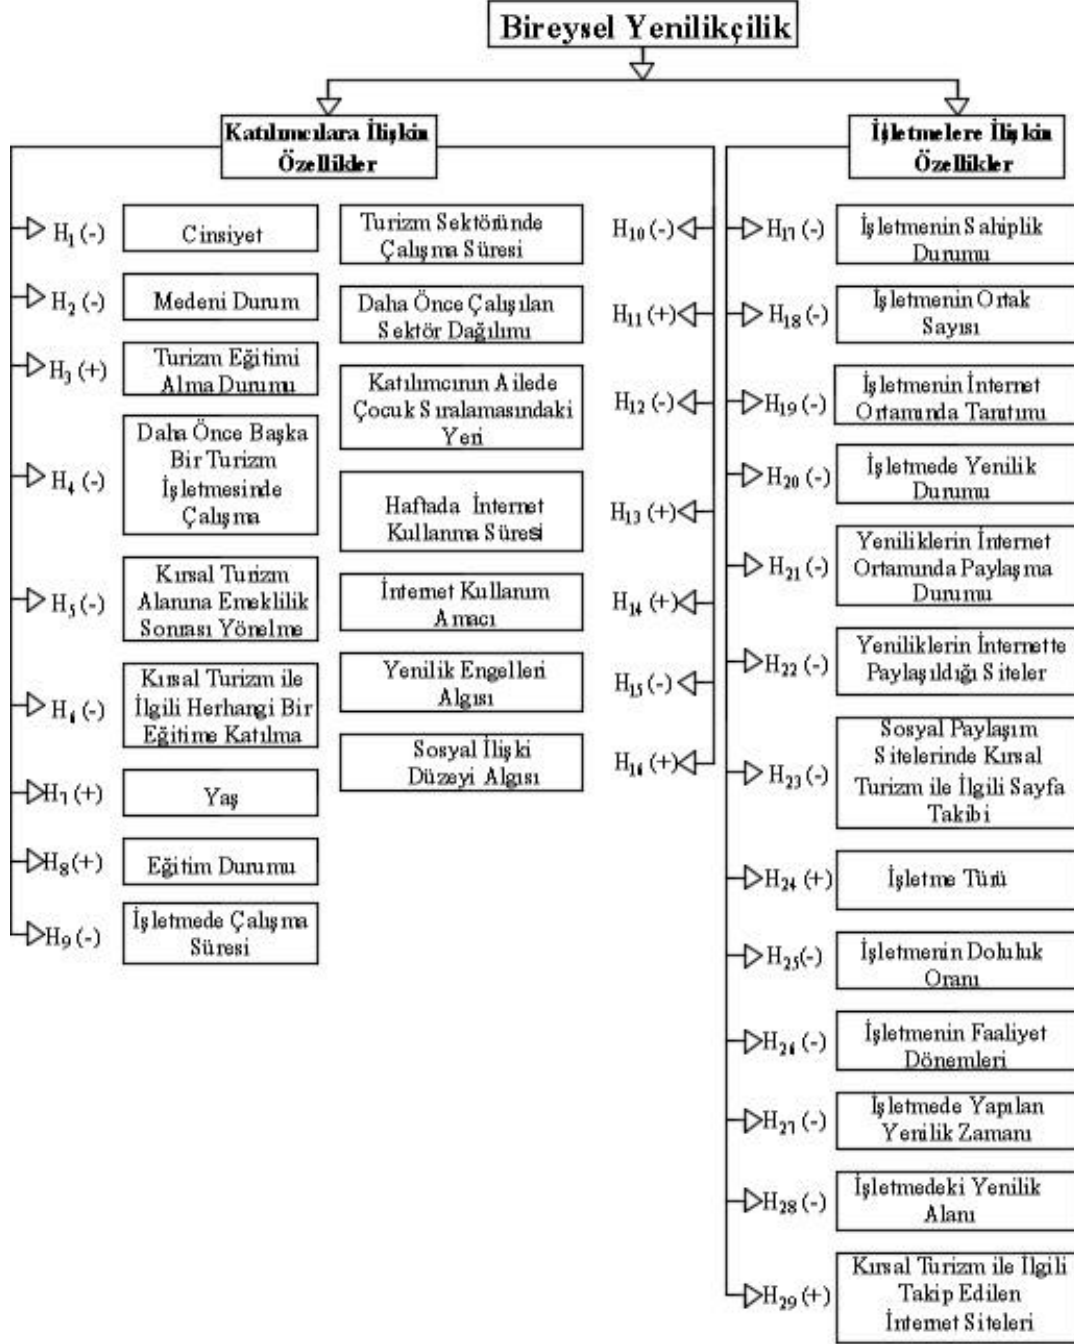 Bireysel Yenilikçilik
Katılımcılara İlişkin
Özellikler
H1 (-)
Cinsiyet
H2 (-)
Medeni Durum
H3 (+)
Turizm Eğitimi
Alma Durumu
H4 (-)
Daha Önce Başka
Bir Turizm
İşletmesinde
Çalışma
H5 (-)
Kırsal Turizm
Alanına Emeklilik
Sonrası Yönelme
H6 (-)
Kırsal Turizm ile
İlgili Herhangi Bir
Eğitime Katılma
H7 (+)
Yaş
H8 (+)
Eğitim Durumu
H9 (-)
İşletmede Çalışma
Süresi
Turizm Sektöründe
Çalışma Süresi
H10 (-)
Daha Önce Çalışılan
Sektör Dağılımı
H11 (+)
Katılımcının Ailede
Çocuk Sıralamasındaki
Yeri
H12 (-)
Haftada İnternet
Kullanma Süresi
H13 (+)
İnternet Kullanım
Amacı
H14 (+)
Yenilik Engelleri
Algısı
H15 (-)
Sosyal İlişki
Düzeyi Algısı
H16 (+)
İşletmelere İlişkin
Özellikler
H17 (-)
İşletmenin Sahiplik
Durumu
H18 (-)
İşletmenin Ortak
Sayısı
H19 (-)
İşletmenin İnternet
Ortamında Tanıtımı
H20 (-)
İşletmede Yenilik
Durumu
H21 (-)
Yeniliklerin İnternet
Ortamında Paylaşma
Durumu
H22 (-)
Yeniliklerin İnternette
Paylaşıldığı Siteler
H23 (-)
Sosyal Paylaşım
Sitelerinde Kırsal
Turizm ile İlgili Sayfa
Takibi
H24 (+)
İşletme Türü
H25 (-)
İşletmenin Doluluk
Oranı
H26 (-)
İşletmenin Faaliyet
Dönemleri
H27 (-)
İşletmede Yapılan
Yenilik Zamanı
H28 (-)
İşletmedeki Yenilik
Alanı
H29 (+)
Kırsal Turizm ile İlgili
Takip Edilen
İnternet Siteleri